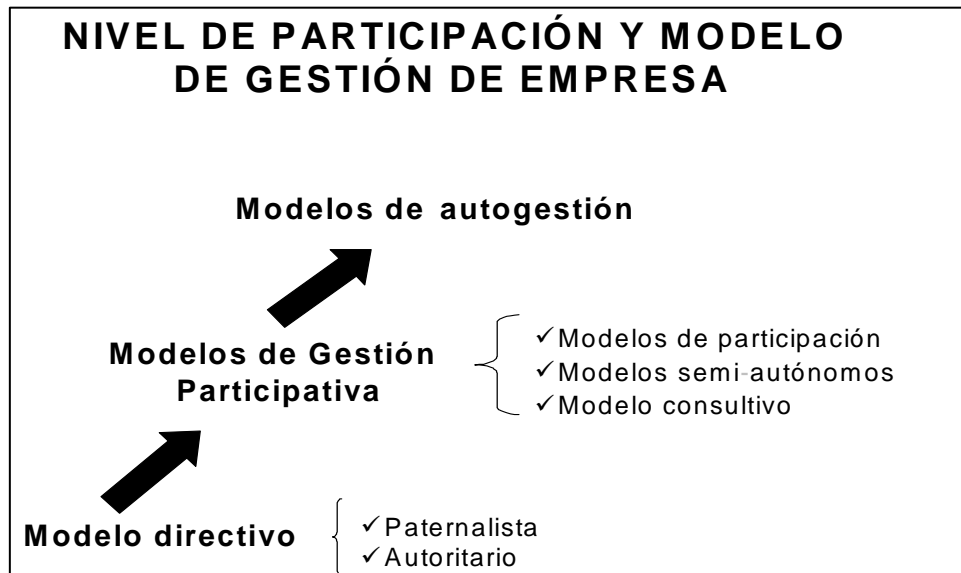 NIVEL DE PARTICIPACIÓN Y MODELO
DE GESTIÓN DE EMPRESA
Modelos de autogestión
Modelos de Gestión
Participativa
✓Modelos de participación
✓Modelos semi-autónomos
✓Modelo consultivo
Modelo directivo
✓Paternalista
✓Autoritario